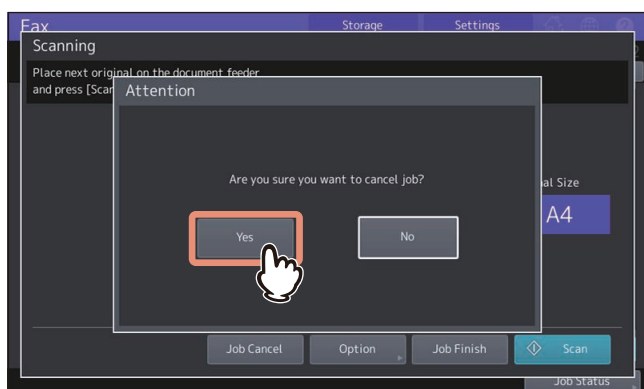 Fax
Storage
Settings
Scanning
Place next original on the document feeder
and press [Scan
Attention
Are you sure you want to cancel job?
al Size
A4
Yes
No
Job Cancel
Option
Job Finish
Scan
Job Status